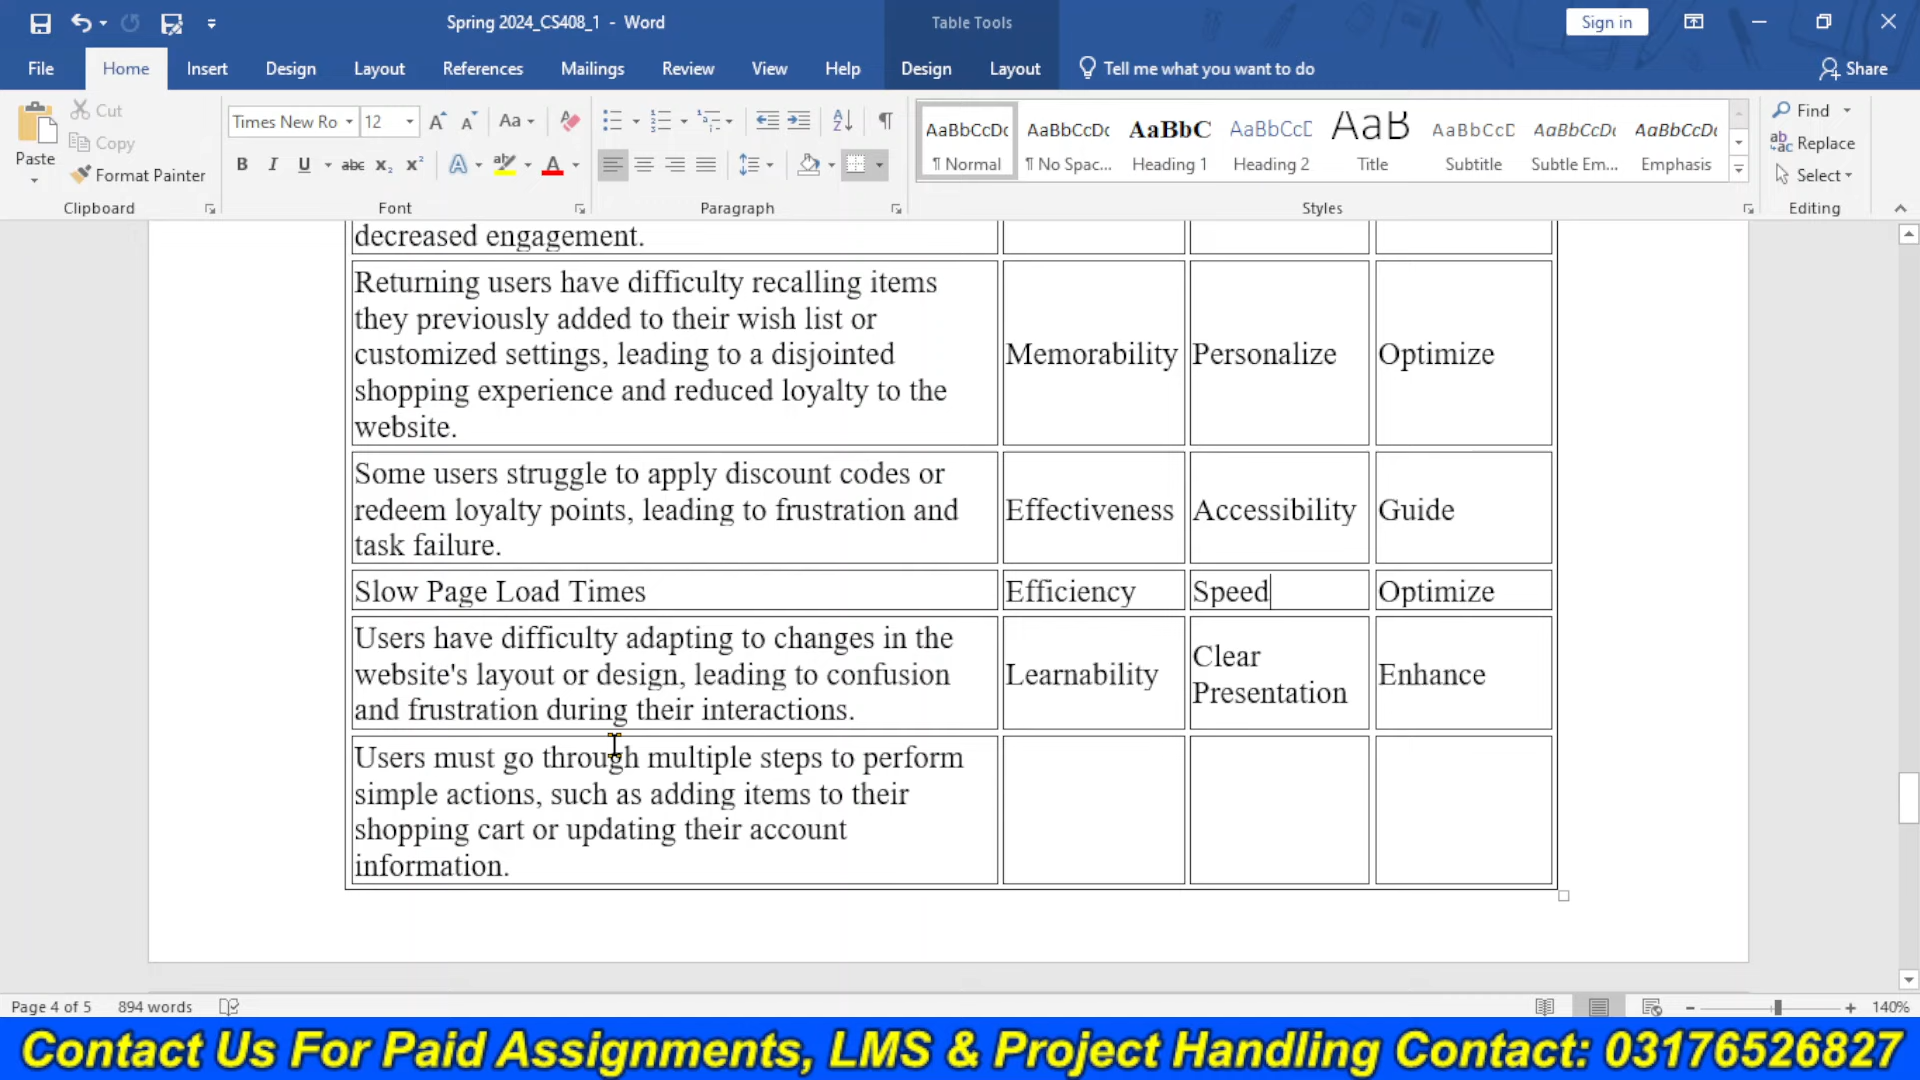 Spring 2024_CS408_1 - Word
Table Tools
Sign in
File
Home
Insert
Design
Layout
References
Mailings
Review
View
Help
Design
Layout
Tell me what you want to do
Share
Paste
Cut
Copy
Format Painter
Clipboard
Times New Ro
12
Aa
B I U abc x₂ x²
A
A
Font
Paragraph
AaBbCcDc
¶ Normal
AaBbCcDc
¶ No Spac...
AaBbC
Heading 1
AaBbCcC
Heading 2
AaB
Title
AaBbCcD
Subtitle
AaBbCcDc
Subtle Em...
AaBbCcDc
Emphasis
Styles
Find
Replace
Select
Editing
decreased engagement.
Returning users have difficulty recalling items
they previously added to their wish list or
customized settings, leading to a disjointed
shopping experience and reduced loyalty to the
website.
Memorability
Personalize
Optimize
Some users struggle to apply discount codes or
redeem loyalty points, leading to frustration and
task failure.
Effectiveness
Accessibility
Guide
Slow Page Load Times
Efficiency
Speed
Optimize
Users have difficulty adapting to changes in the
website's layout or design, leading to confusion
and frustration during their interactions.
Learnability
Clear
Presentation
Enhance
Users must go through multiple steps to perform
simple actions, such as adding items to their
shopping cart or updating their account
information.
Page 4 of 5
894 words
140%
Contact Us For Paid Assignments, LMS & Project Handling Contact: 03176526827